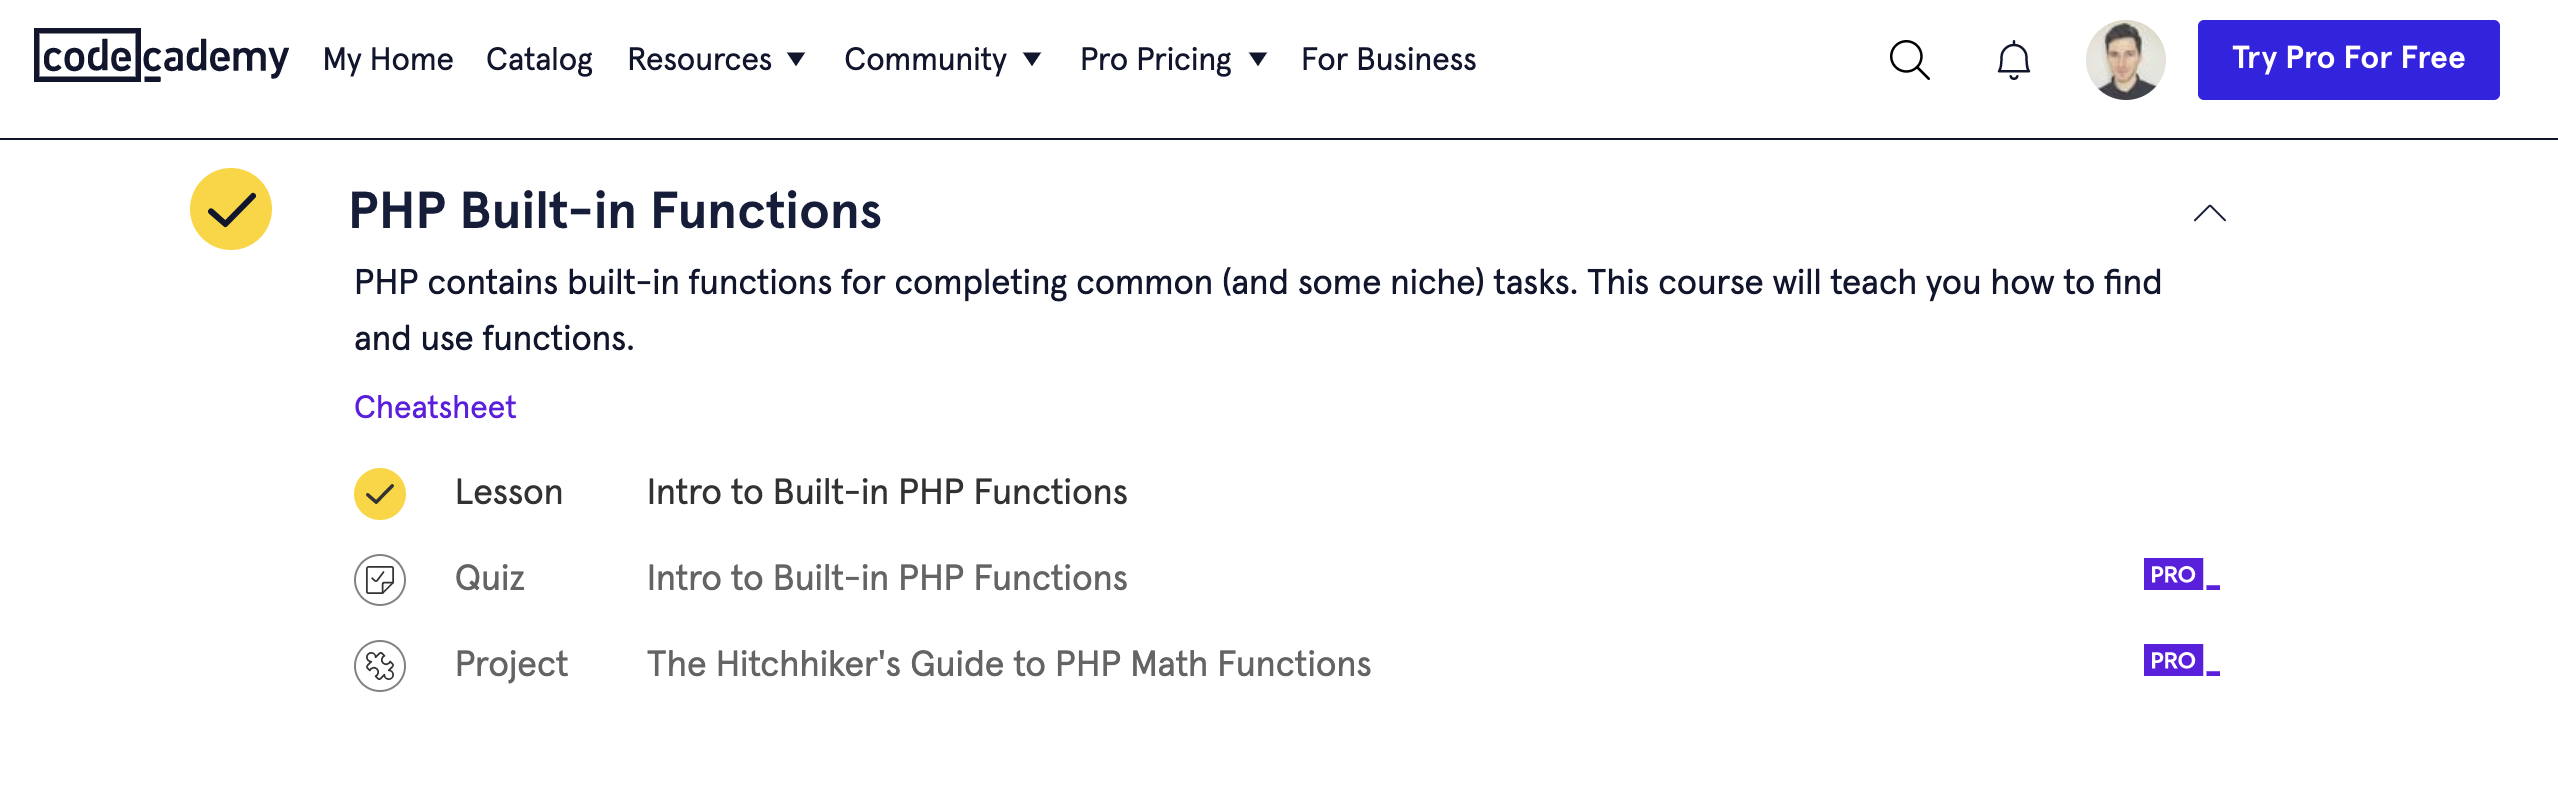 codecademy My Home Catalog Resources Community Pro Pricing For Business Try Pro For Free
PHP Built-in Functions
PHP contains built-in functions for completing common (and some niche) tasks. This course will teach you how to find
and use functions.
Cheatsheet
Lesson Intro to Built-in PHP Functions
Quiz Intro to Built-in PHP Functions PRO
Project The Hitchhiker's Guide to PHP Math Functions PRO